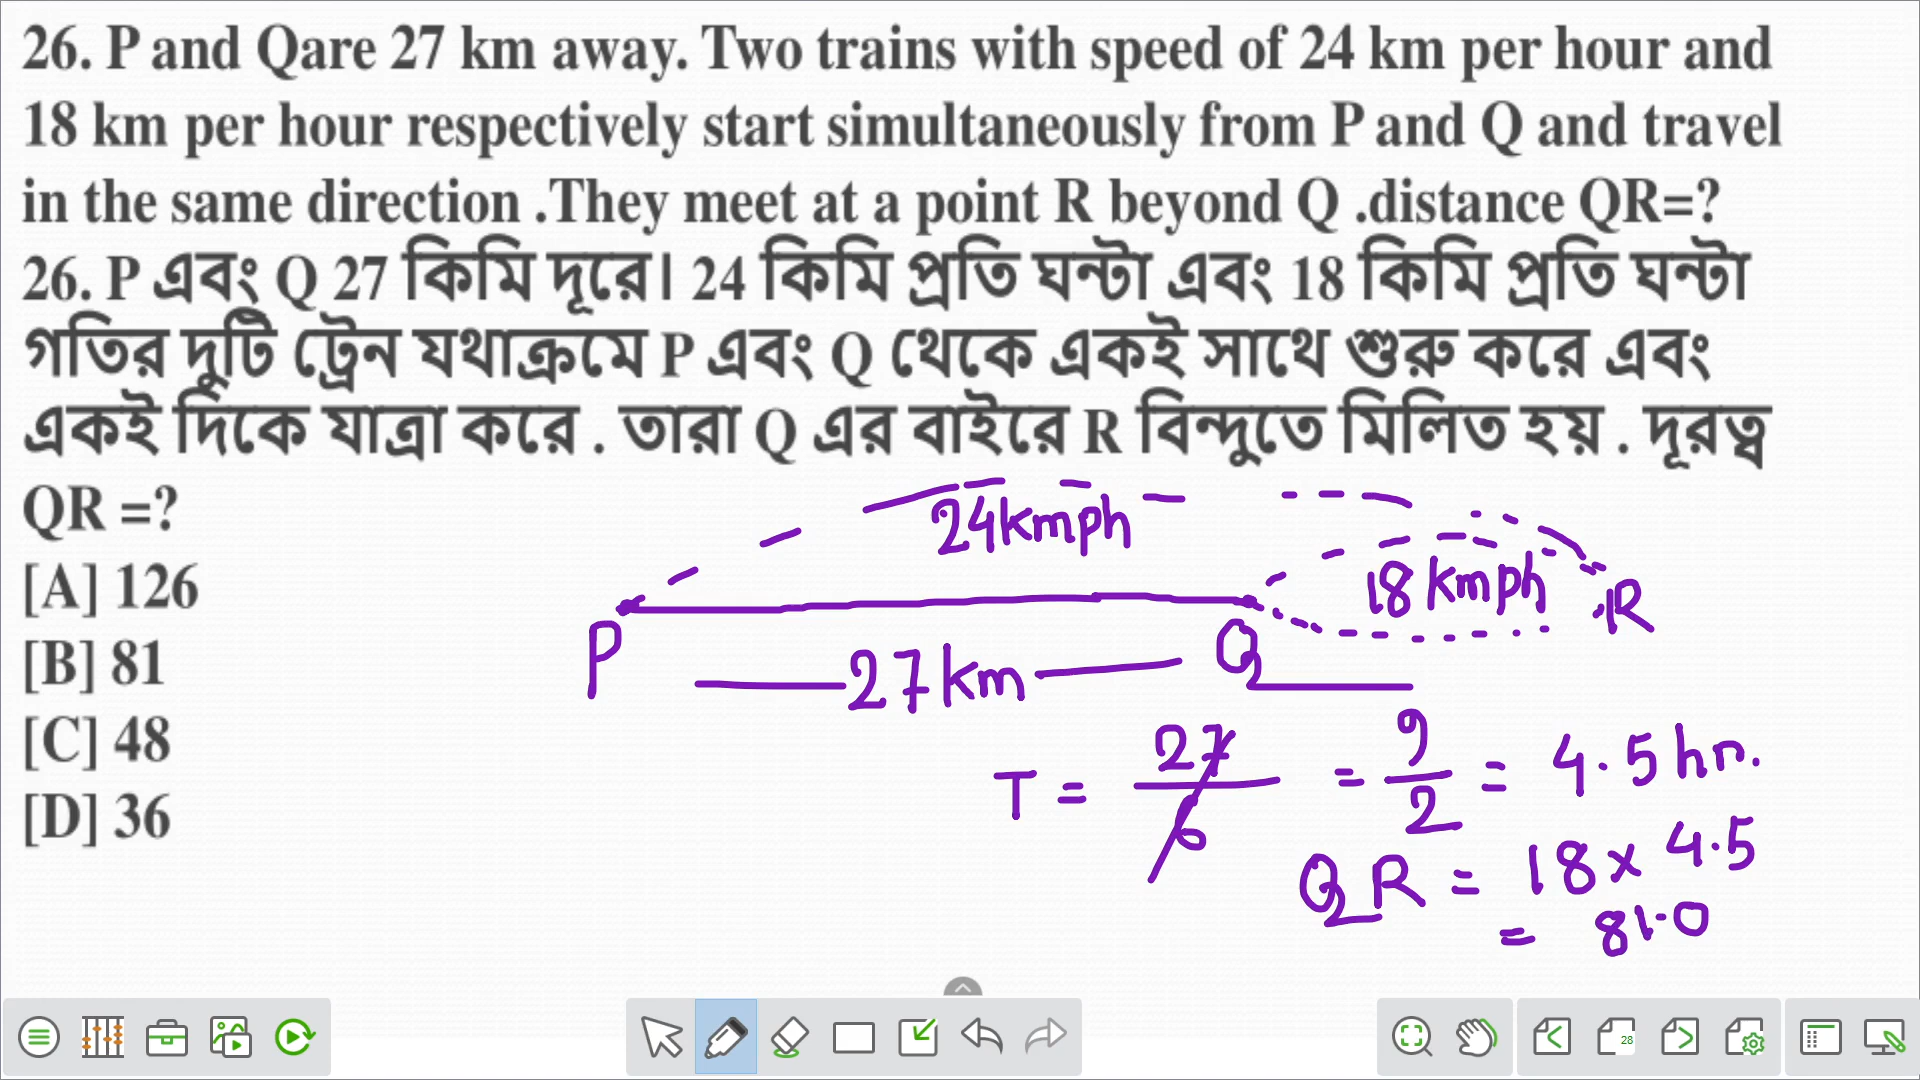 26. P and Qare 27 km away. Two trains with speed of 24 km per hour and
18 km per hour respectively start simultaneously from P and Q and travel
in the same direction .They meet at a point R beyond Q .distance QR=?
26. P এবং Q 27 কিমি দূরে। 24 কিমি প্রতি ঘন্টা এবং 18 কিমি প্রতি ঘন্টা
গতির দুটি ট্রেন যথাক্রমে P এবং Q থেকে একই সাথে শুরু করে এবং
একই দিকে যাত্রা করে . তারা Q এর বাইরে R বিন্দুতে মিলিত হয় . দূরত্ব
QR =?
[A] 126
[B] 81
[C] 48
[D] 36
24kmph
18 kmph
R
P
Q
27km
T = 27/6 = 9/2 = 4.5 hr.
QR = 18 x 4.5
= 81.0
28